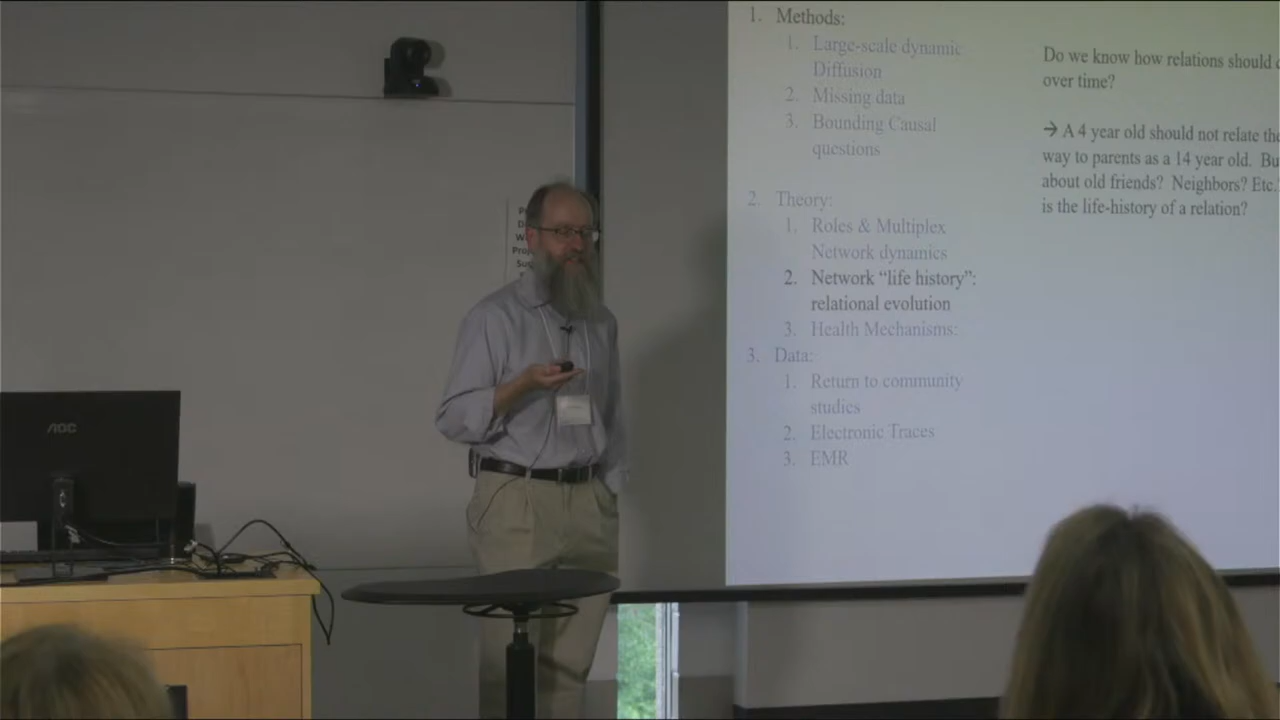 AOC
1. Methods:
1. Large-scale dynamic
Diffusion
2. Missing data
3. Bounding Causal
questions
2. Theory:
1. Roles & Multiplex
Network dynamics
2. Network “life history”:
relational evolution
3. Health Mechanisms:
3. Data:
1. Return to community
studies
2. Electronic Traces
3. EMR
Do we know how relations should
over time?
→ A 4 year old should not relate the
way to parents as a 14 year old. Bu
about old friends? Neighbors? Etc.
is the life-history of a relation?